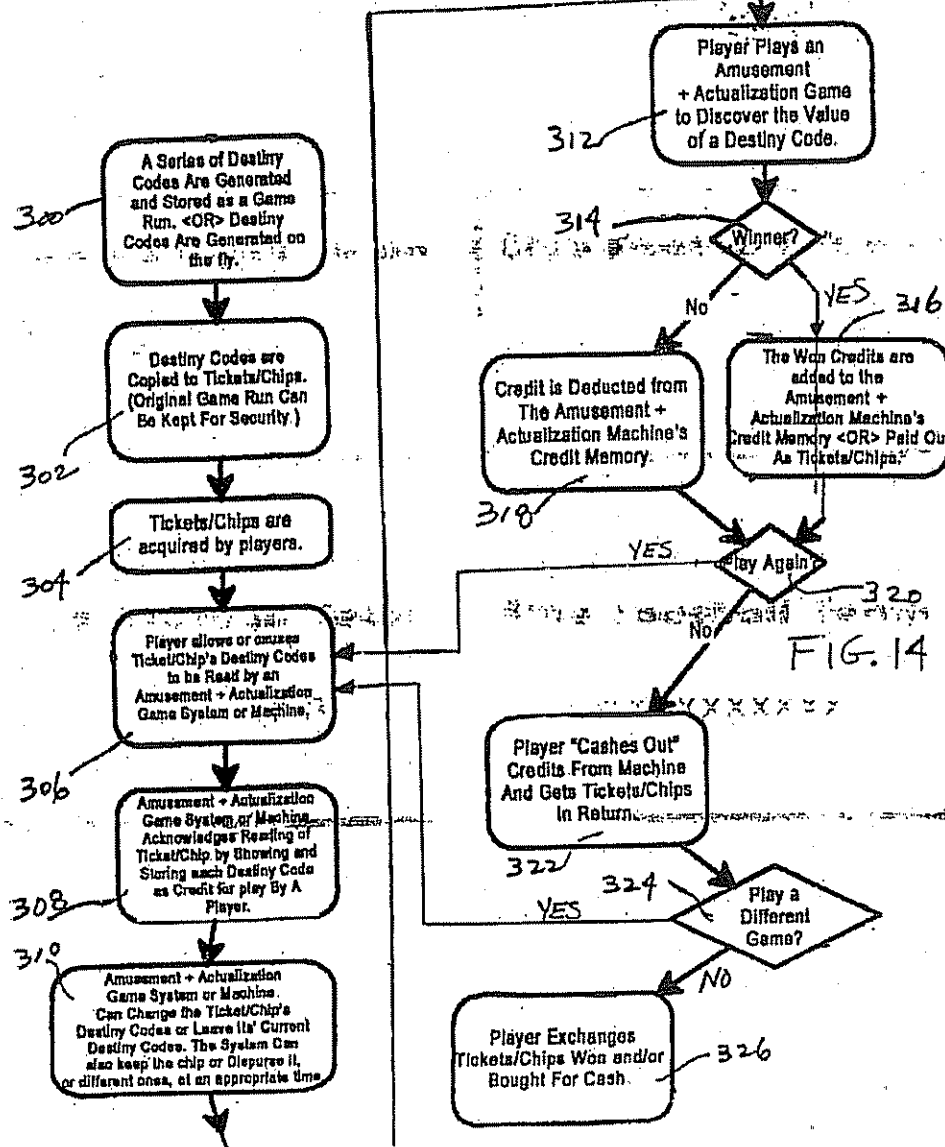 300
A Series of Destiny
Codes Are Generated
and Stored as a Game
Run. <OR> Destiny
Codes Are Generated on
the fly.
302
Destiny Codes are
Copied to Tickets/Chips.
(Original Game Run Can
Be Kept For Security.)
304
Tickets/Chips are
acquired by players.
306
Player allows or causes
Ticket/Chip's Destiny Codes
to be Read by an
Amusement + Actualization
Game System or Machine.
308
Amusement + Actualization
Game System or Machine
Acknowledges Reading of
Ticket/Chip by Showing and
Storing each Destiny Code
as Credit for play By A
Player.
310
Amusement + Actualization
Game System or Machine.
Can Change the Ticket/Chip's
Destiny Codes or Leave its' Current
Destiny Codes. The System Can
also keep the chip or Dispurse it,
or different ones, at an appropriate time
312
Player Plays an
Amusement
+ Actualization Game
to Discover the Value
of a Destiny Code.
314
Winner?
No
YES
316
The Won Credits are
added to the
Amusement +
Actualization Machine's
Credit Memory <OR> Paid Ou
As Tickets/Chips.
318
Credit is Deducted from
The Amusement +
Actualization Machine's
Credit Memory.
YES
Play Again?
320
No
FIG. 14
322
Player "Cashes Out"
Credits From Machine
And Gets Tickets/Chips
In Return.
324
YES
Play a
Different
Game?
NO
326
Player Exchanges
Tickets/Chips Won and/or
Bought For Cash.